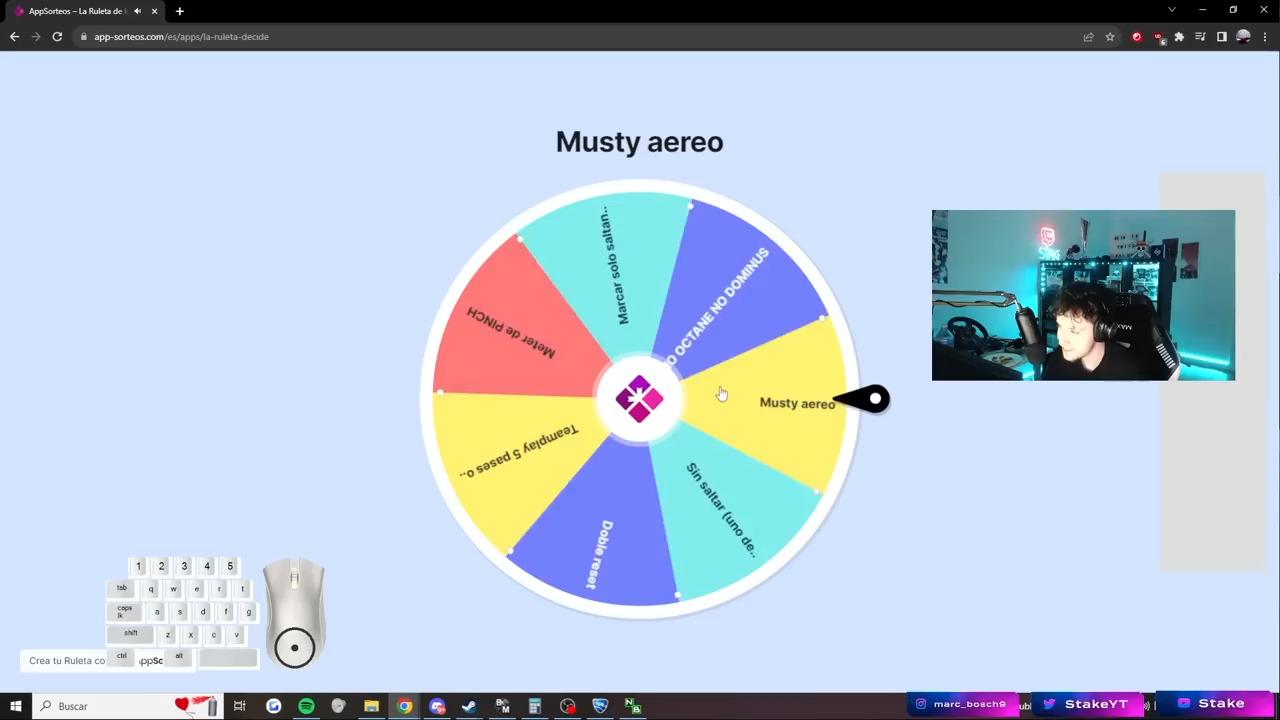 AppSorteos – La Ruleta de l
app-sorteos.com/es/apps/la-ruleta-decide
Musty aereo
Marcar solo saltan..
O OCTANE NO DOMINUS
Meter de PINCH
Musty aereo
Teamplay 5 pases o..
Sin saltar (uno de..
Doble reset
1 2 3 4 5
tab q w e r t
caps lk a s d f g
shift z x c v
ctrl alt
Crea tu Ruleta co AppSo
Buscar
marc_bosch9
StakeYT
Stake